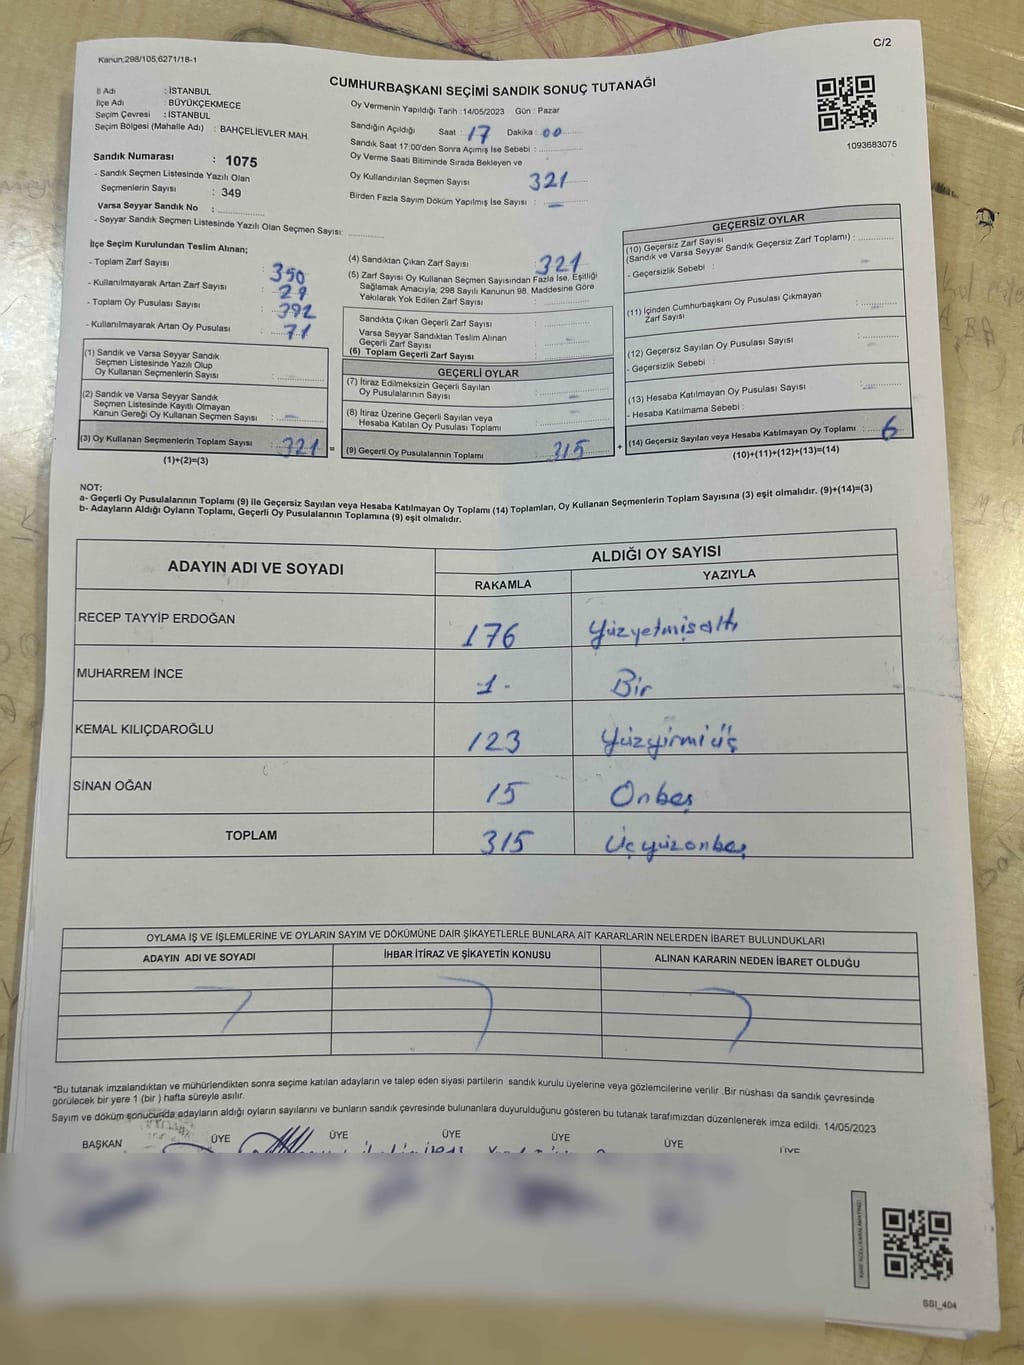 C/2
Kanun:298/105,6271/18-1
CUMHURBAŞKANI SEÇİMİ SANDIK SONUÇ TUTANAĞI
İl Adı : İSTANBUL
İlçe Adı : BÜYÜKÇEKMECE
Seçim Çevresi : İSTANBUL
Seçim Bölgesi (Mahalle Adı) : BAHÇELİEVLER MAH.
Sandık Numarası : 1075
- Sandık Seçmen Listesinde Yazılı Olan
Seçmenlerin Sayısı : 349
Varsa Seyyar Sandık No :
- Seyyar Sandık Seçmen Listesinde Yazılı Olan Seçmen Sayısı:
Oy Vermenin Yapıldığı Tarih :14/05/2023 Gün : Pazar
Sandığın Açıldığı Saat : 17 Dakika : 00
Sandık Saat 17:00'den Sonra Açmış İse Sebebi :
Oy Verme Saati Bitiminde Sırada Bekleyen ve
Oy Kullandırılan Seçmen Sayısı 321
Birden Fazla Sayım Döküm Yapılmış İse Sayısı : -
1093683075
İlçe Seçim Kurulundan Teslim Alınan;
- Toplam Zarf Sayısı : 350
- Kullanılmayarak Artan Zarf Sayısı : 29
- Toplam Oy Pusulası Sayısı : 392
- Kullanılmayarak Artan Oy Pusulası : 71
(1) Sandık ve Varsa Seyyar Sandık
Seçmen Listesinde Yazılı Olup
Oy Kullanan Seçmenlerin Sayısı : -
(2) Sandık ve Varsa Seyyar Sandık
Seçmen Listesinde Kayıtlı Olmayan
Kanun Gereği Oy Kullanan Seçmen Sayısı : -
(3) Oy Kullanan Seçmenlerin Toplam Sayısı : 321 =
(1)+(2)=(3)
(4) Sandıktan Çıkan Zarf Sayısı : 321
(5) Zarf Sayısı Oy Kullanan Seçmen Sayısından Fazla İse, Eşitliği
Sağlamak Amacıyla; 298 Sayılı Kanunun 98. Maddesine Göre
Yakılarak Yok Edilen Zarf Sayısı :
Sandıkta Çıkan Geçerli Zarf Sayısı :
Varsa Seyyar Sandıktan Teslim Alınan
Geçerli Zarf Sayısı : -
(6) Toplam Geçerli Zarf Sayısı :
GEÇERLİ OYLAR
(7) İtiraz Edilmeksizin Geçerli Sayılan
Oy Pusulalarının Sayısı : -
(8) İtiraz Üzerine Geçerli Sayılan veya
Hesaba Katılan Oy Pusulası Toplamı : -
(9) Geçerli Oy Pusulalarının Toplamı : 315 +
GEÇERSİZ OYLAR
(10) Geçersiz Zarf Sayısı
(Sandık ve Varsa Seyyar Sandık Geçersiz Zarf Toplamı) :
- Geçersizlik Sebebi : -
(11) İçinden Cumhurbaşkanı Oy Pusulası Çıkmayan
Zarf Sayısı : -
(12) Geçersiz Sayılan Oy Pusulası Sayısı : -
- Geçersizlik Sebebi :
(13) Hesaba Katılmayan Oy Pusulası Sayısı : -
- Hesaba Katılmama Sebebi :
(14) Geçersiz Sayılan veya Hesaba Katılmayan Oy Toplamı : 6
(10)+(11)+(12)+(13)=(14)
NOT:
a- Geçerli Oy Pusulalarının Toplamı (9) ile Geçersiz Sayılan veya Hesaba Katılmayan Oy Toplamı (14) Toplamları, Oy Kullanan Seçmenlerin Toplam Sayısına (3) eşit olmalıdır. (9)+(14)=(3)
b- Adayların Aldığı Oyların Toplamı, Geçerli Oy Pusulalarının Toplamına (9) eşit olmalıdır.
ADAYIN ADI VE SOYADI ALDIĞI OY SAYISI
RAKAMLA YAZIYLA
RECEP TAYYİP ERDOĞAN 176 Yüzyetmişaltı
MUHARREM İNCE -1- Bir
KEMAL KILIÇDAROĞLU 123 Yüzyirmiüç
SİNAN OĞAN 15 Onbeş
TOPLAM 315 Üçyüzonbeş
OYLAMA İŞ VE İŞLEMLERİNE VE OYLARIN SAYIM VE DÖKÜMÜNE DAİR ŞİKAYETLERLE BUNLARA AİT KARARLARIN NELERDEN İBARET BULUNDUKLARI
ADAYIN ADI VE SOYADI İHBAR İTİRAZ VE ŞİKAYETİN KONUSU ALINAN KARARIN NEDEN İBARET OLDUĞU
*Bu tutanak imzalandıktan ve mühürlendikten sonra seçime katılan adayların ve talep eden siyasi partilerin sandık kurulu üyelerine veya gözlemcilerine verilir .Bir nüshası da sandık çevresinde
görülecek bir yere 1 (bir ) hafta süreyle asılır.
Sayım ve döküm sonucunda adayların aldığı oyların sayılarını ve bunların sandık çevresinde bulunanlara duyurulduğunu gösteren bu tutanak tarafımızdan düzenlenerek imza edildi. 14/05/2023
BAŞKAN ÜYE ÜYE ÜYE ÜYE ÜYE ÜYE
SSI_404